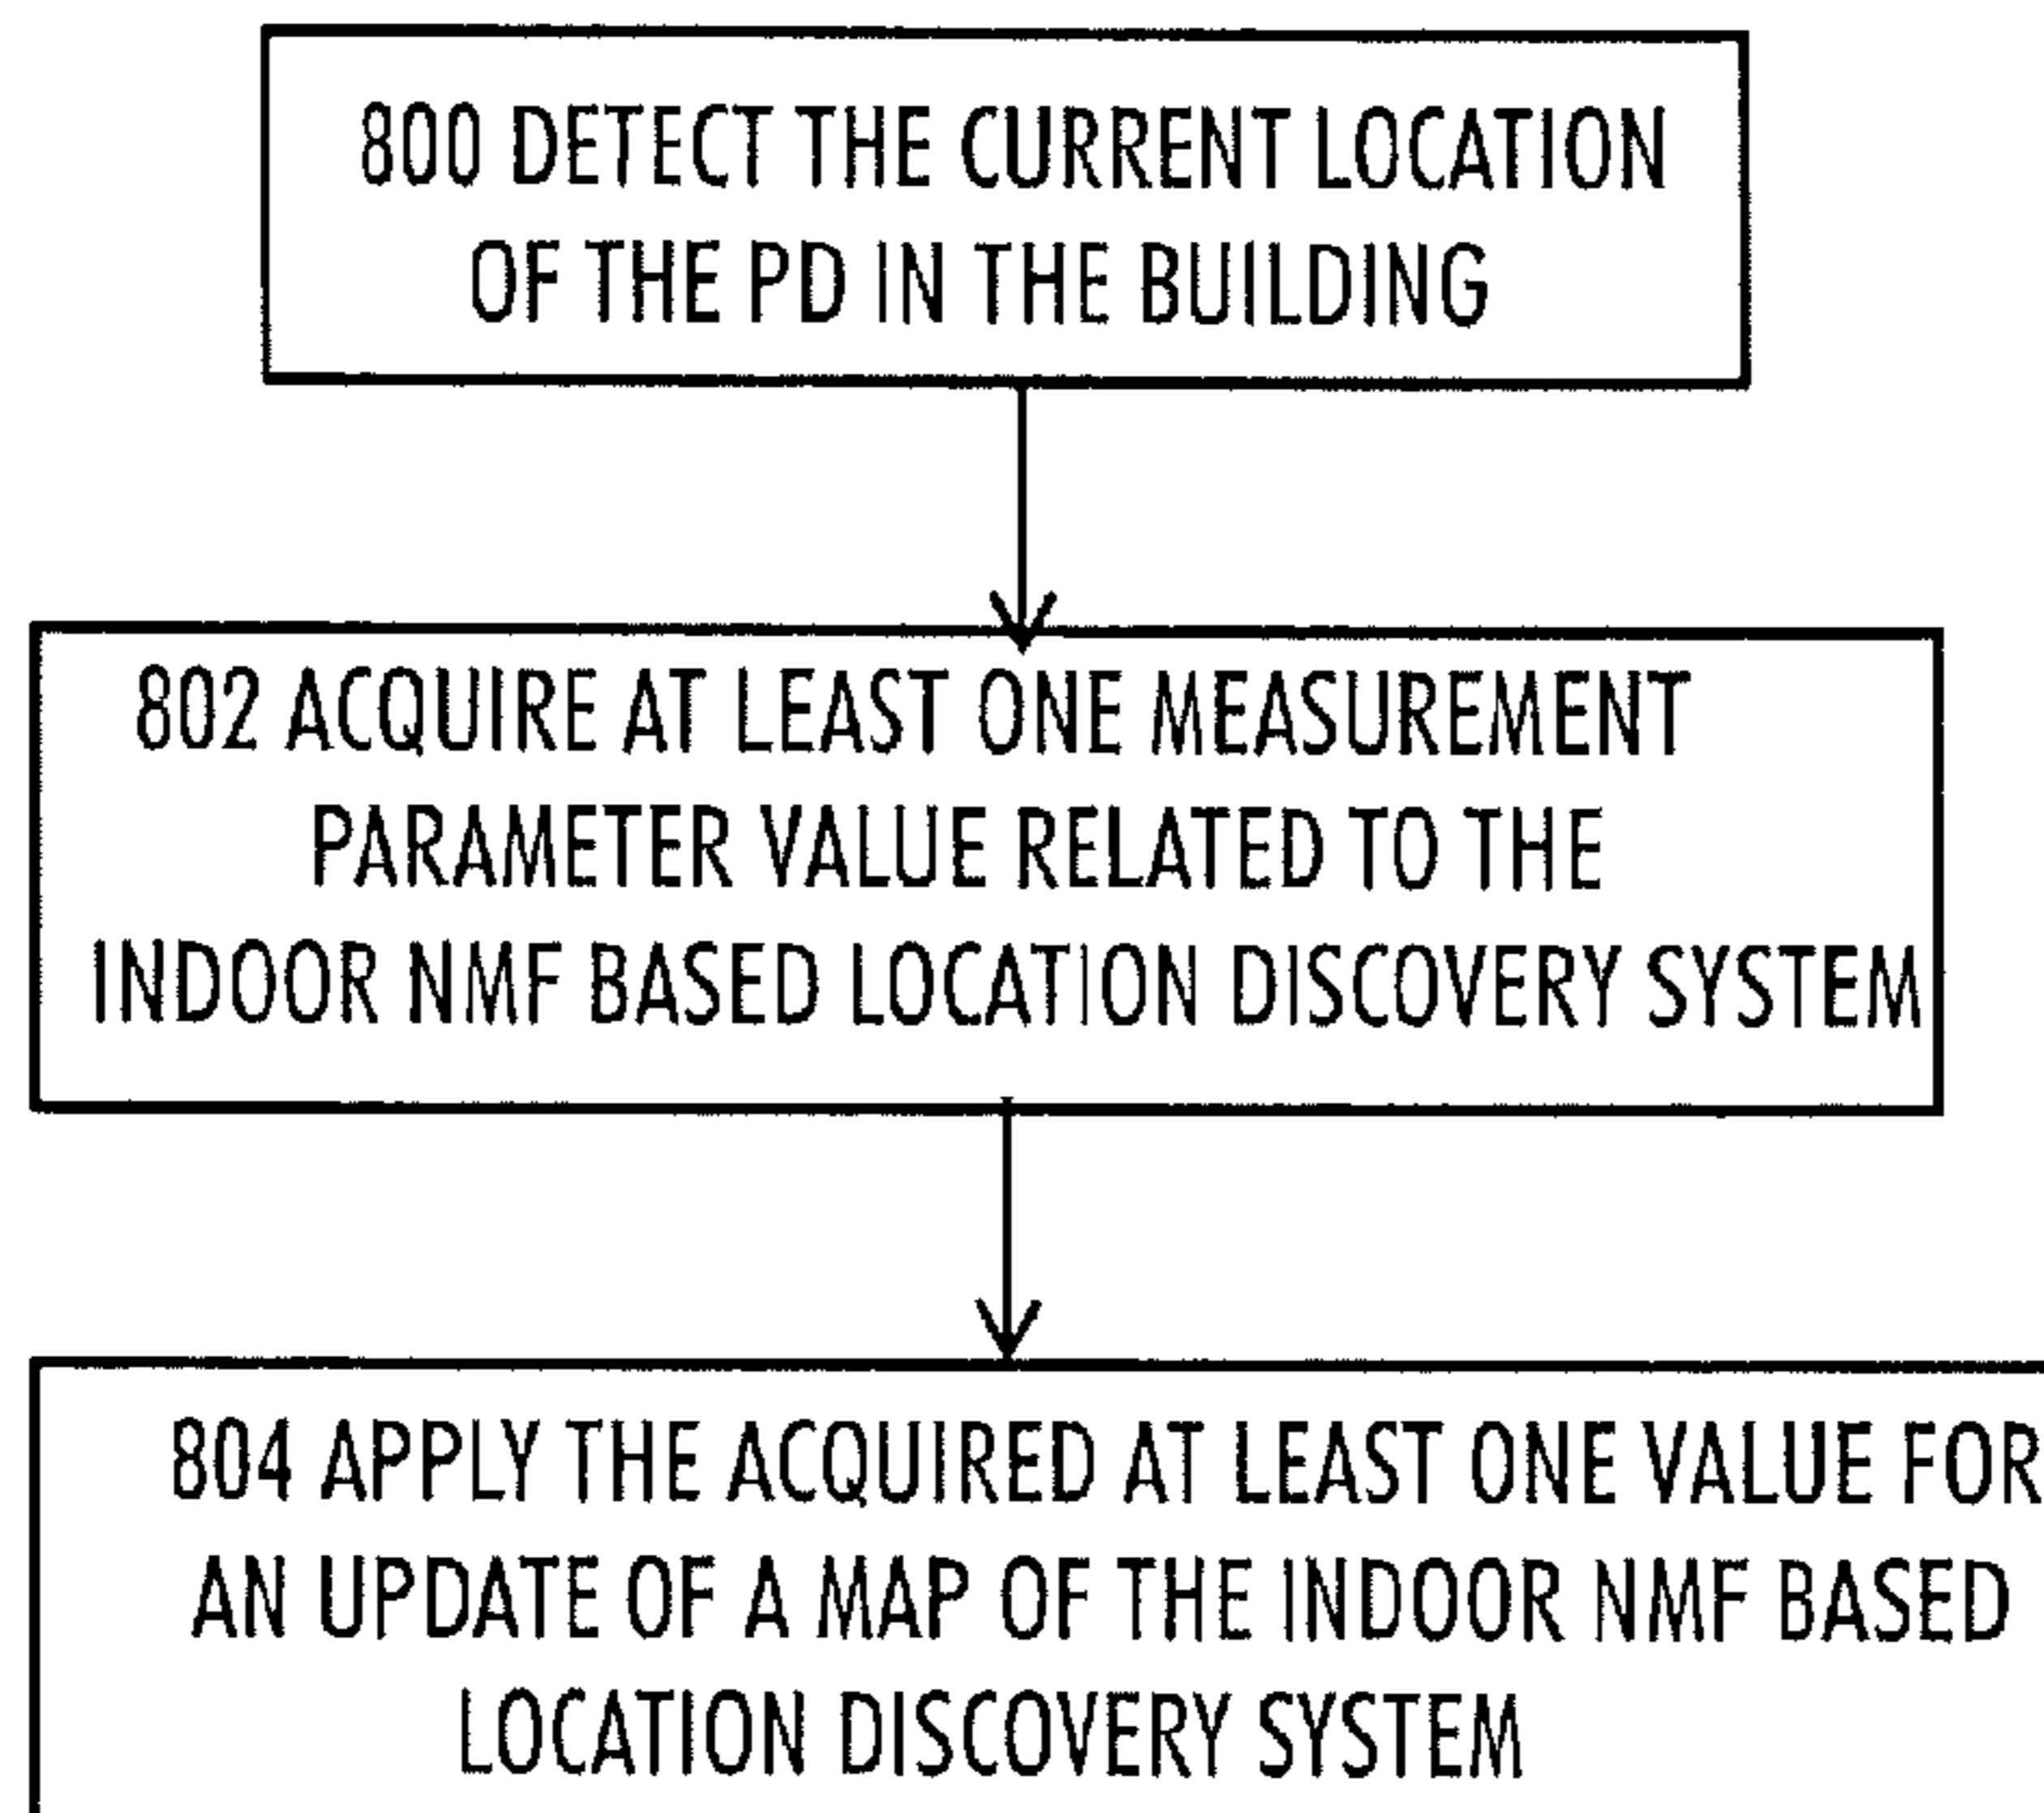 800 DETECT THE CURRENT LOCATION
OF THE PD IN THE BUILDING
802 ACQUIRE AT LEAST ONE MEASUREMENT
PARAMETER VALUE RELATED TO THE
INDOOR NMF BASED LOCATION DISCOVERY SYSTEM
804 APPLY THE ACQUIRED AT LEAST ONE VALUE FOR
AN UPDATE OF A MAP OF THE INDOOR NMF BASED
LOCATION DISCOVERY SYSTEM